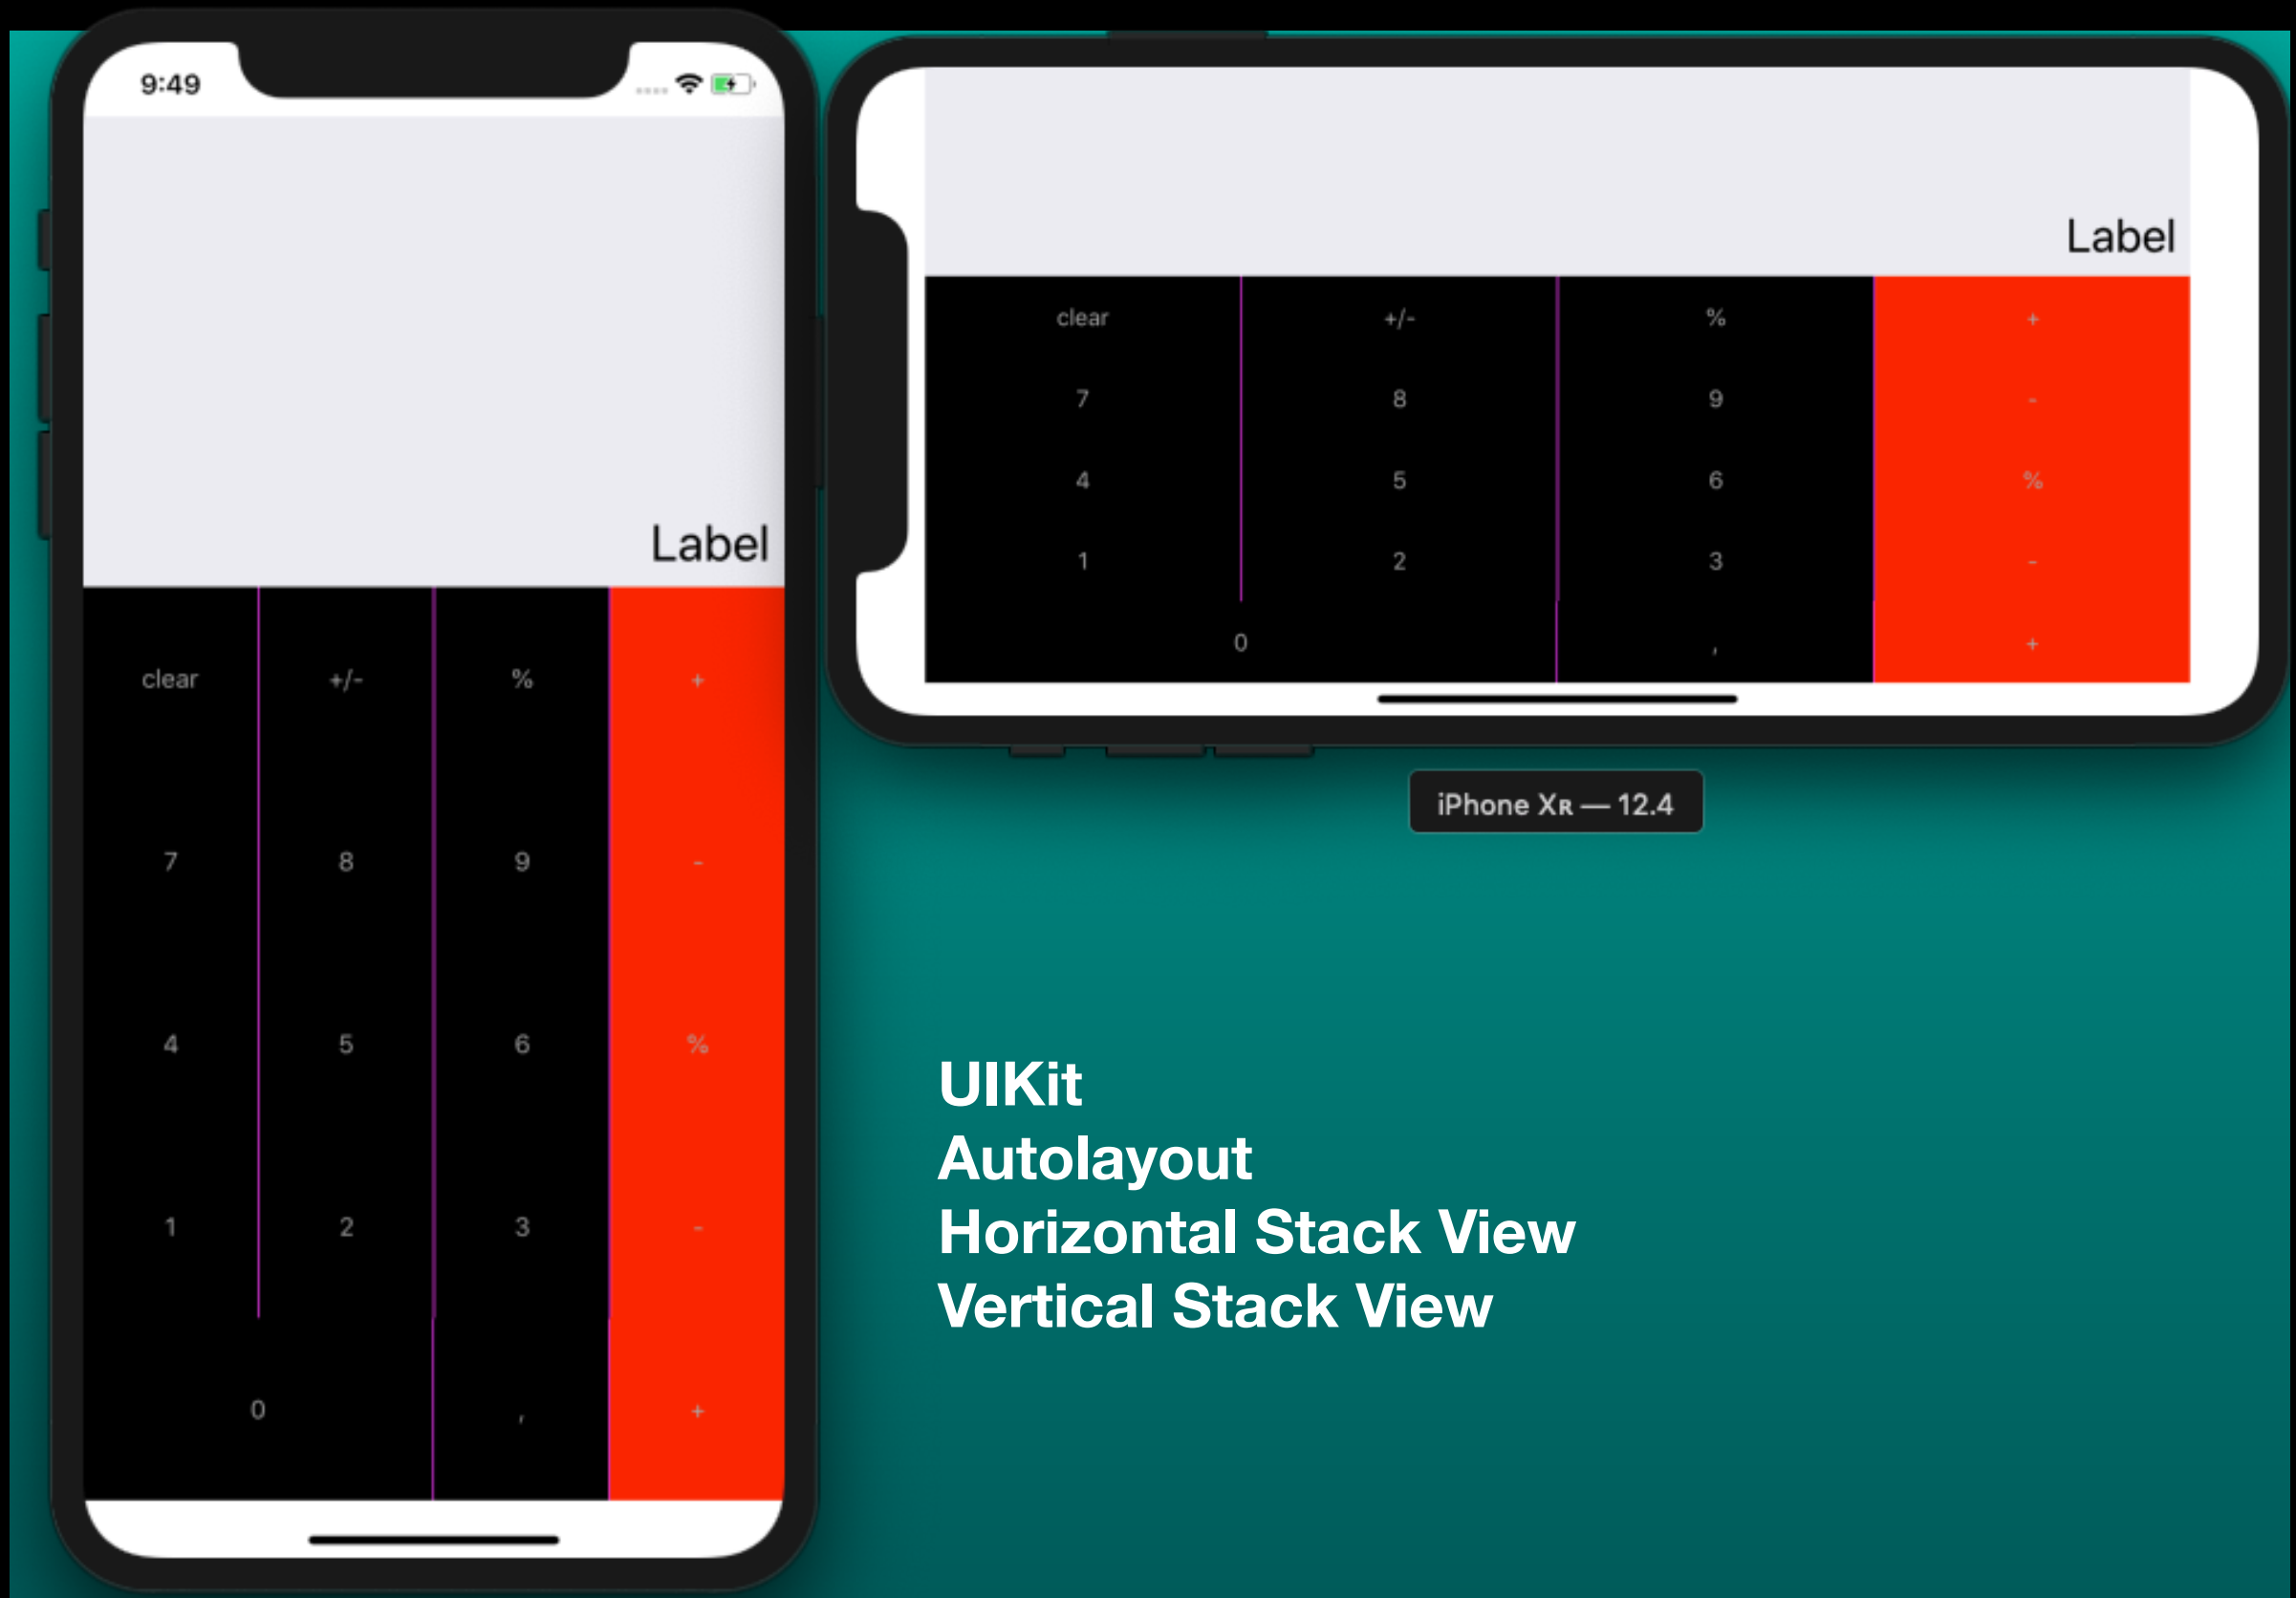 9:49
Label
clear +/- % +
7 8 9 -
4 5 6 %
1 2 3 -
0 , +
Label
clear +/- % +
7 8 9 -
4 5 6 %
1 2 3 -
0 , +
iPhone XR — 12.4
UIKit
Autolayout
Horizontal Stack View
Vertical Stack View